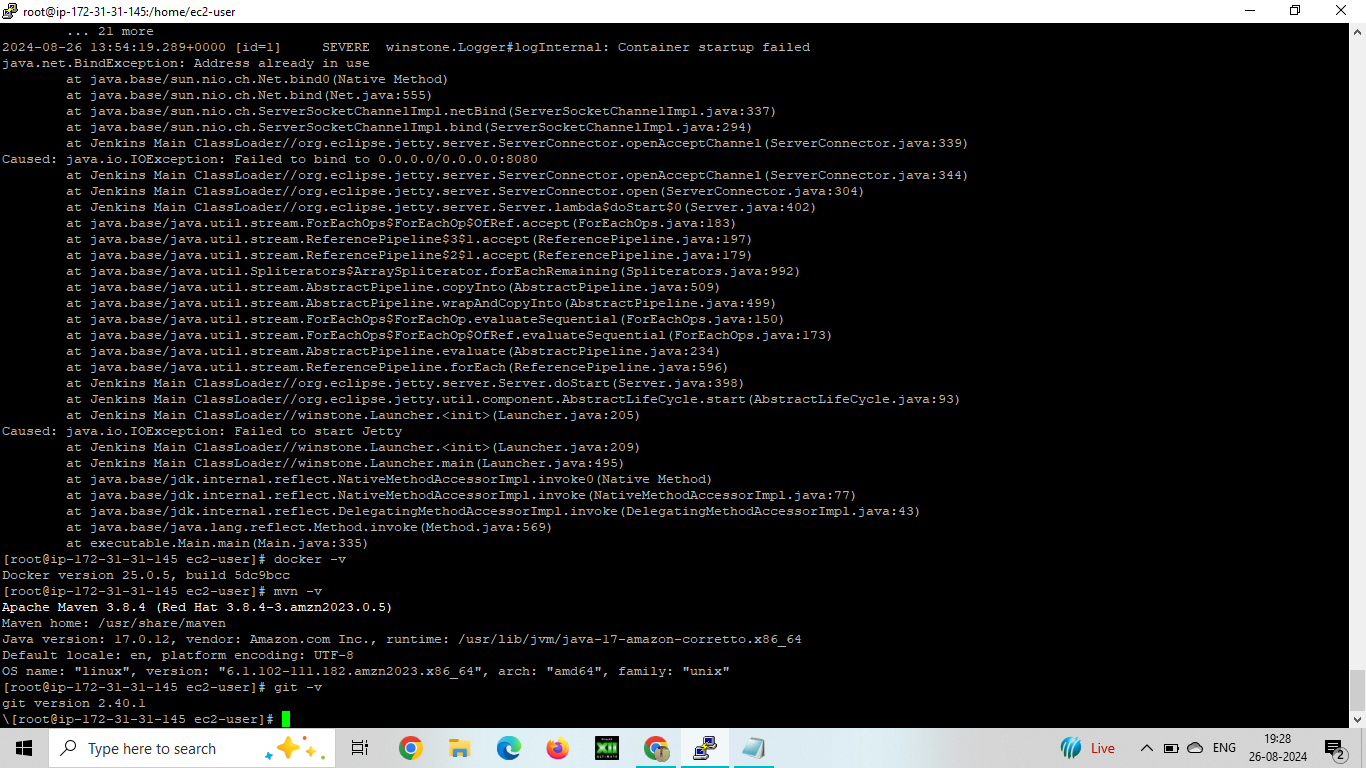 root@ip-172-31-31-145:/home/ec2-user
... 21 more
2024-08-26 13:54:19.289+0000 [id=1] SEVERE winstone.Logger#logInternal: Container startup failed
java.net.BindException: Address already in use
at java.base/sun.nio.ch.Net.bind0(Native Method)
at java.base/sun.nio.ch.Net.bind(Net.java:555)
at java.base/sun.nio.ch.ServerSocketChannelImpl.netBind(ServerSocketChannelImpl.java:337)
at java.base/sun.nio.ch.ServerSocketChannelImpl.bind(ServerSocketChannelImpl.java:294)
at Jenkins Main ClassLoader//org.eclipse.jetty.server.ServerConnector.openAcceptChannel(ServerConnector.java:339)
Caused: java.io.IOException: Failed to bind to 0.0.0.0/0.0.0.0:8080
at Jenkins Main ClassLoader//org.eclipse.jetty.server.ServerConnector.openAcceptChannel(ServerConnector.java:344)
at Jenkins Main ClassLoader//org.eclipse.jetty.server.ServerConnector.open(ServerConnector.java:304)
at Jenkins Main ClassLoader//org.eclipse.jetty.server.Server.lambda$doStart$0(Server.java:402)
at java.base/java.util.stream.ForEachOps$ForEachOp$OfRef.accept(ForEachOps.java:183)
at java.base/java.util.stream.ReferencePipeline$3$1.accept(ReferencePipeline.java:197)
at java.base/java.util.stream.ReferencePipeline$2$1.accept(ReferencePipeline.java:179)
at java.base/java.util.Spliterators$ArraySpliterator.forEachRemaining(Spliterators.java:992)
at java.base/java.util.stream.AbstractPipeline.copyInto(AbstractPipeline.java:509)
at java.base/java.util.stream.AbstractPipeline.wrapAndCopyInto(AbstractPipeline.java:499)
at java.base/java.util.stream.ForEachOps$ForEachOp.evaluateSequential(ForEachOps.java:150)
at java.base/java.util.stream.ForEachOps$ForEachOp$OfRef.evaluateSequential(ForEachOps.java:173)
at java.base/java.util.stream.AbstractPipeline.evaluate(AbstractPipeline.java:234)
at java.base/java.util.stream.ReferencePipeline.forEach(ReferencePipeline.java:596)
at Jenkins Main ClassLoader//org.eclipse.jetty.server.Server.doStart(Server.java:398)
at Jenkins Main ClassLoader//org.eclipse.jetty.util.component.AbstractLifeCycle.start(AbstractLifeCycle.java:93)
at Jenkins Main ClassLoader//winstone.Launcher.<init>(Launcher.java:205)
Caused: java.io.IOException: Failed to start Jetty
at Jenkins Main ClassLoader//winstone.Launcher.<init>(Launcher.java:209)
at Jenkins Main ClassLoader//winstone.Launcher.main(Launcher.java:495)
at java.base/jdk.internal.reflect.NativeMethodAccessorImpl.invoke0(Native Method)
at java.base/jdk.internal.reflect.NativeMethodAccessorImpl.invoke(NativeMethodAccessorImpl.java:77)
at java.base/jdk.internal.reflect.DelegatingMethodAccessorImpl.invoke(DelegatingMethodAccessorImpl.java:43)
at java.base/java.lang.reflect.Method.invoke(Method.java:569)
at executable.Main.main(Main.java:335)
[root@ip-172-31-31-145 ec2-user]# docker -v
Docker version 25.0.5, build 5dc9bcc
[root@ip-172-31-31-145 ec2-user]# mvn -v
Apache Maven 3.8.4 (Red Hat 3.8.4-3.amzn2023.0.5)
Maven home: /usr/share/maven
Java version: 17.0.12, vendor: Amazon.com Inc., runtime: /usr/lib/jvm/java-17-amazon-corretto.x86_64
Default locale: en, platform encoding: UTF-8
OS name: "linux", version: "6.1.102-111.182.amzn2023.x86_64", arch: "amd64", family: "unix"
[root@ip-172-31-31-145 ec2-user]# git -v
git version 2.40.1
\[root@ip-172-31-31-145 ec2-user]#
Type here to search
XII
Live
ENG
19:28
26-08-2024
2